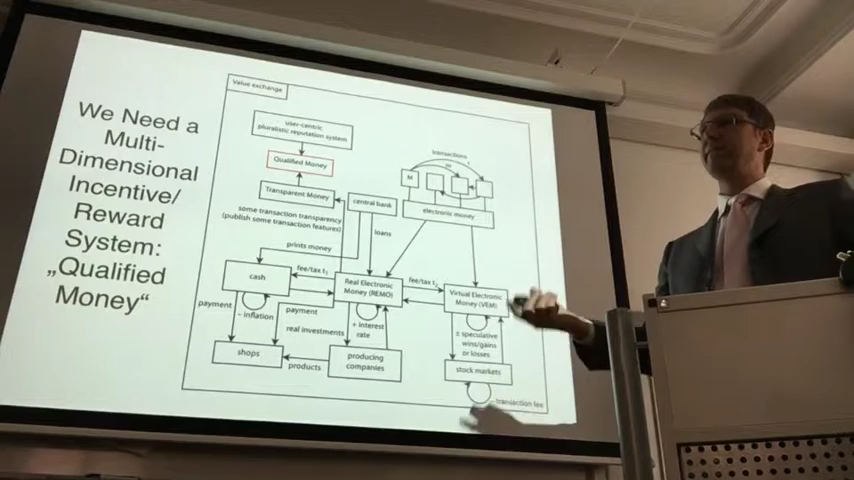 We Need a
Multi-
Dimensional
Incentive/
Reward
System:
„Qualified
Money“
Value exchange
user-centric
pluralistic reputation system
Qualified Money
Transparent Money
some transaction transparency
(publish some transaction features)
central bank
transactions
M
electronic money
prints money
loans
cash
fee/tax t₁
Real Electronic
Money (REMO)
fee/tax t₂
Virtual Electronic
Money (VEM)
payment
– inflation
payment
real investments
+ interest
rate
± speculative
wins/gains
or losses
shops
products
producing
companies
stock markets
transaction fee